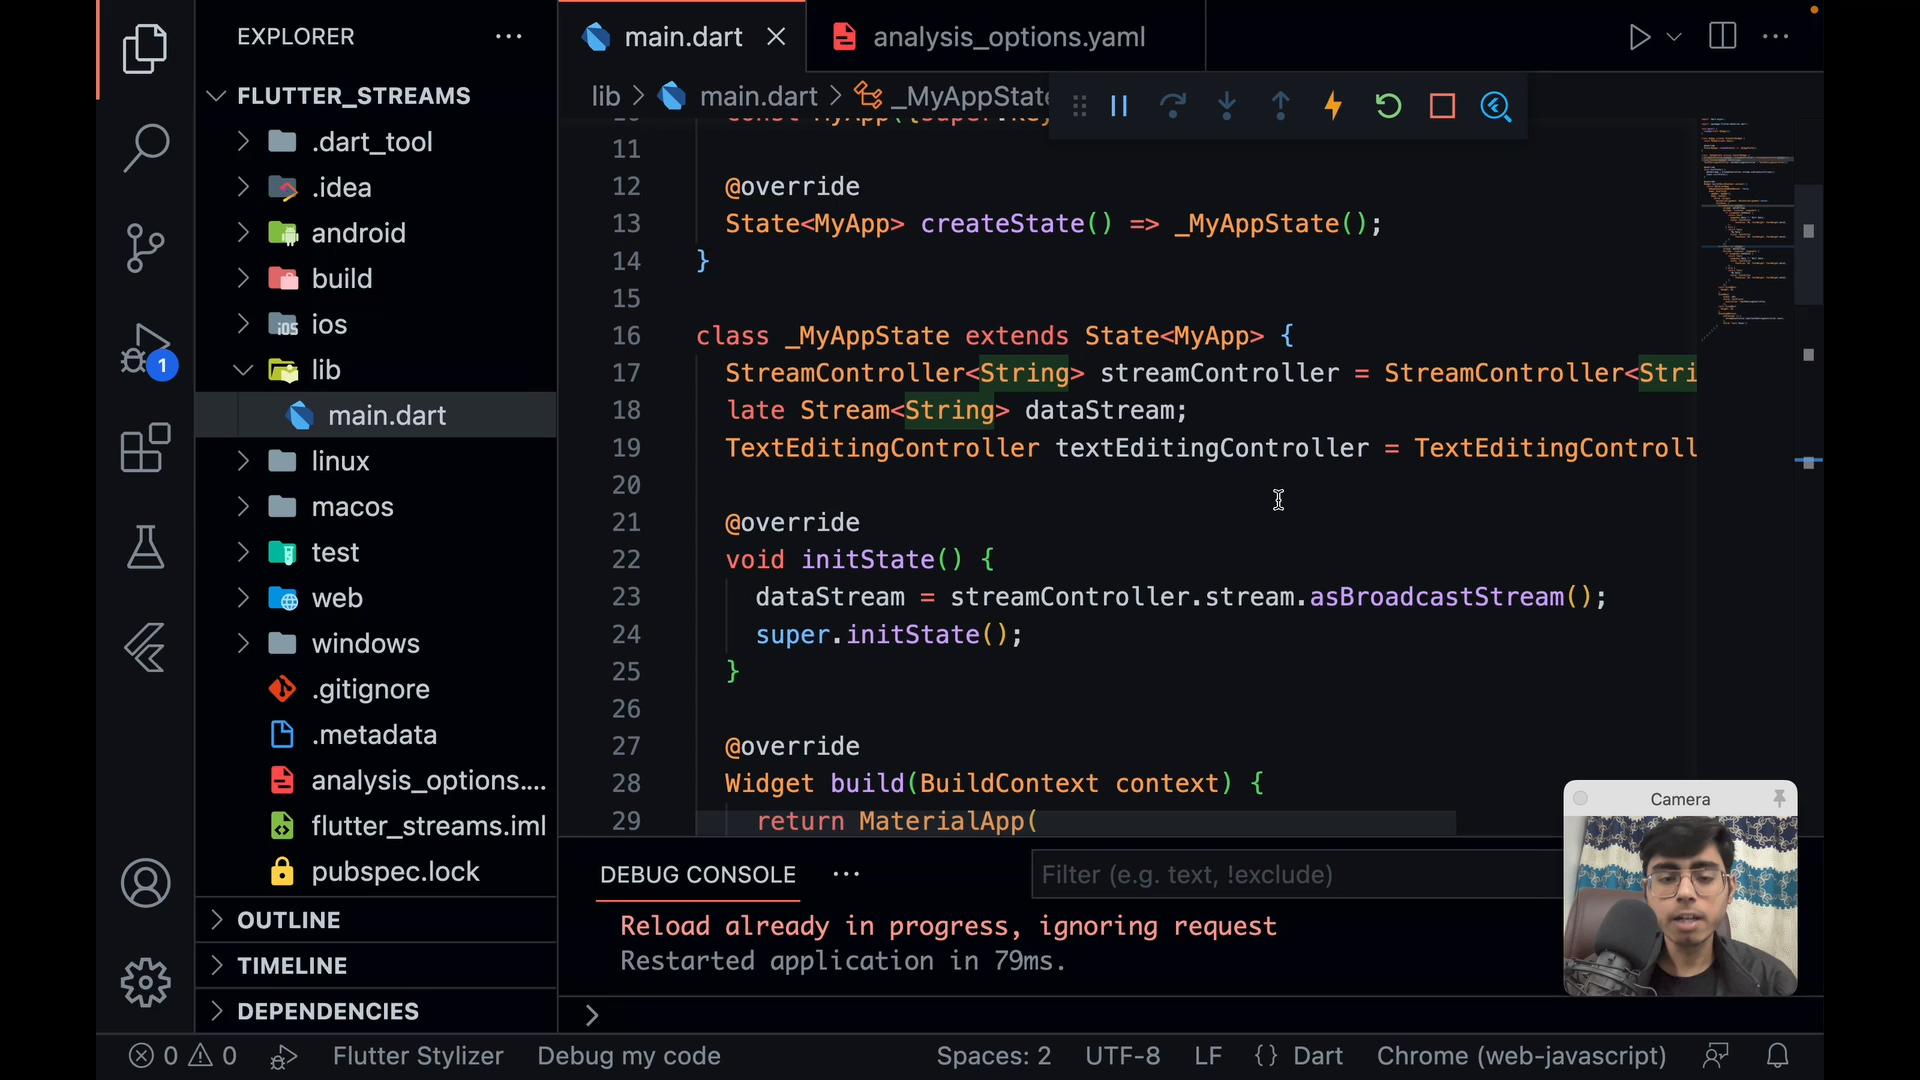 EXPLORER
FLUTTER_STREAMS
.dart_tool
.idea
android
build
ios
lib
main.dart
linux
macos
test
web
windows
.gitignore
.metadata
analysis_options....
flutter_streams.iml
pubspec.lock
OUTLINE
TIMELINE
DEPENDENCIES
1
main.dart
analysis_options.yaml
lib > main.dart > _MyAppState
11
12 @override
13 State<MyApp> createState() => _MyAppState();
14 }
15
16 class _MyAppState extends State<MyApp> {
17 StreamController<String> streamController = StreamController<Stri
18 late Stream<String> dataStream;
19 TextEditingController textEditingController = TextEditingControll
20
21 @override
22 void initState() {
23 dataStream = streamController.stream.asBroadcastStream();
24 super.initState();
25 }
26
27 @override
28 Widget build(BuildContext context) {
29 return MaterialApp(
DEBUG CONSOLE
Filter (e.g. text, !exclude)
Reload already in progress, ignoring request
Restarted application in 79ms.
>
Camera
0 0 Flutter Stylizer Debug my code Spaces: 2 UTF-8 LF {} Dart Chrome (web-javascript)